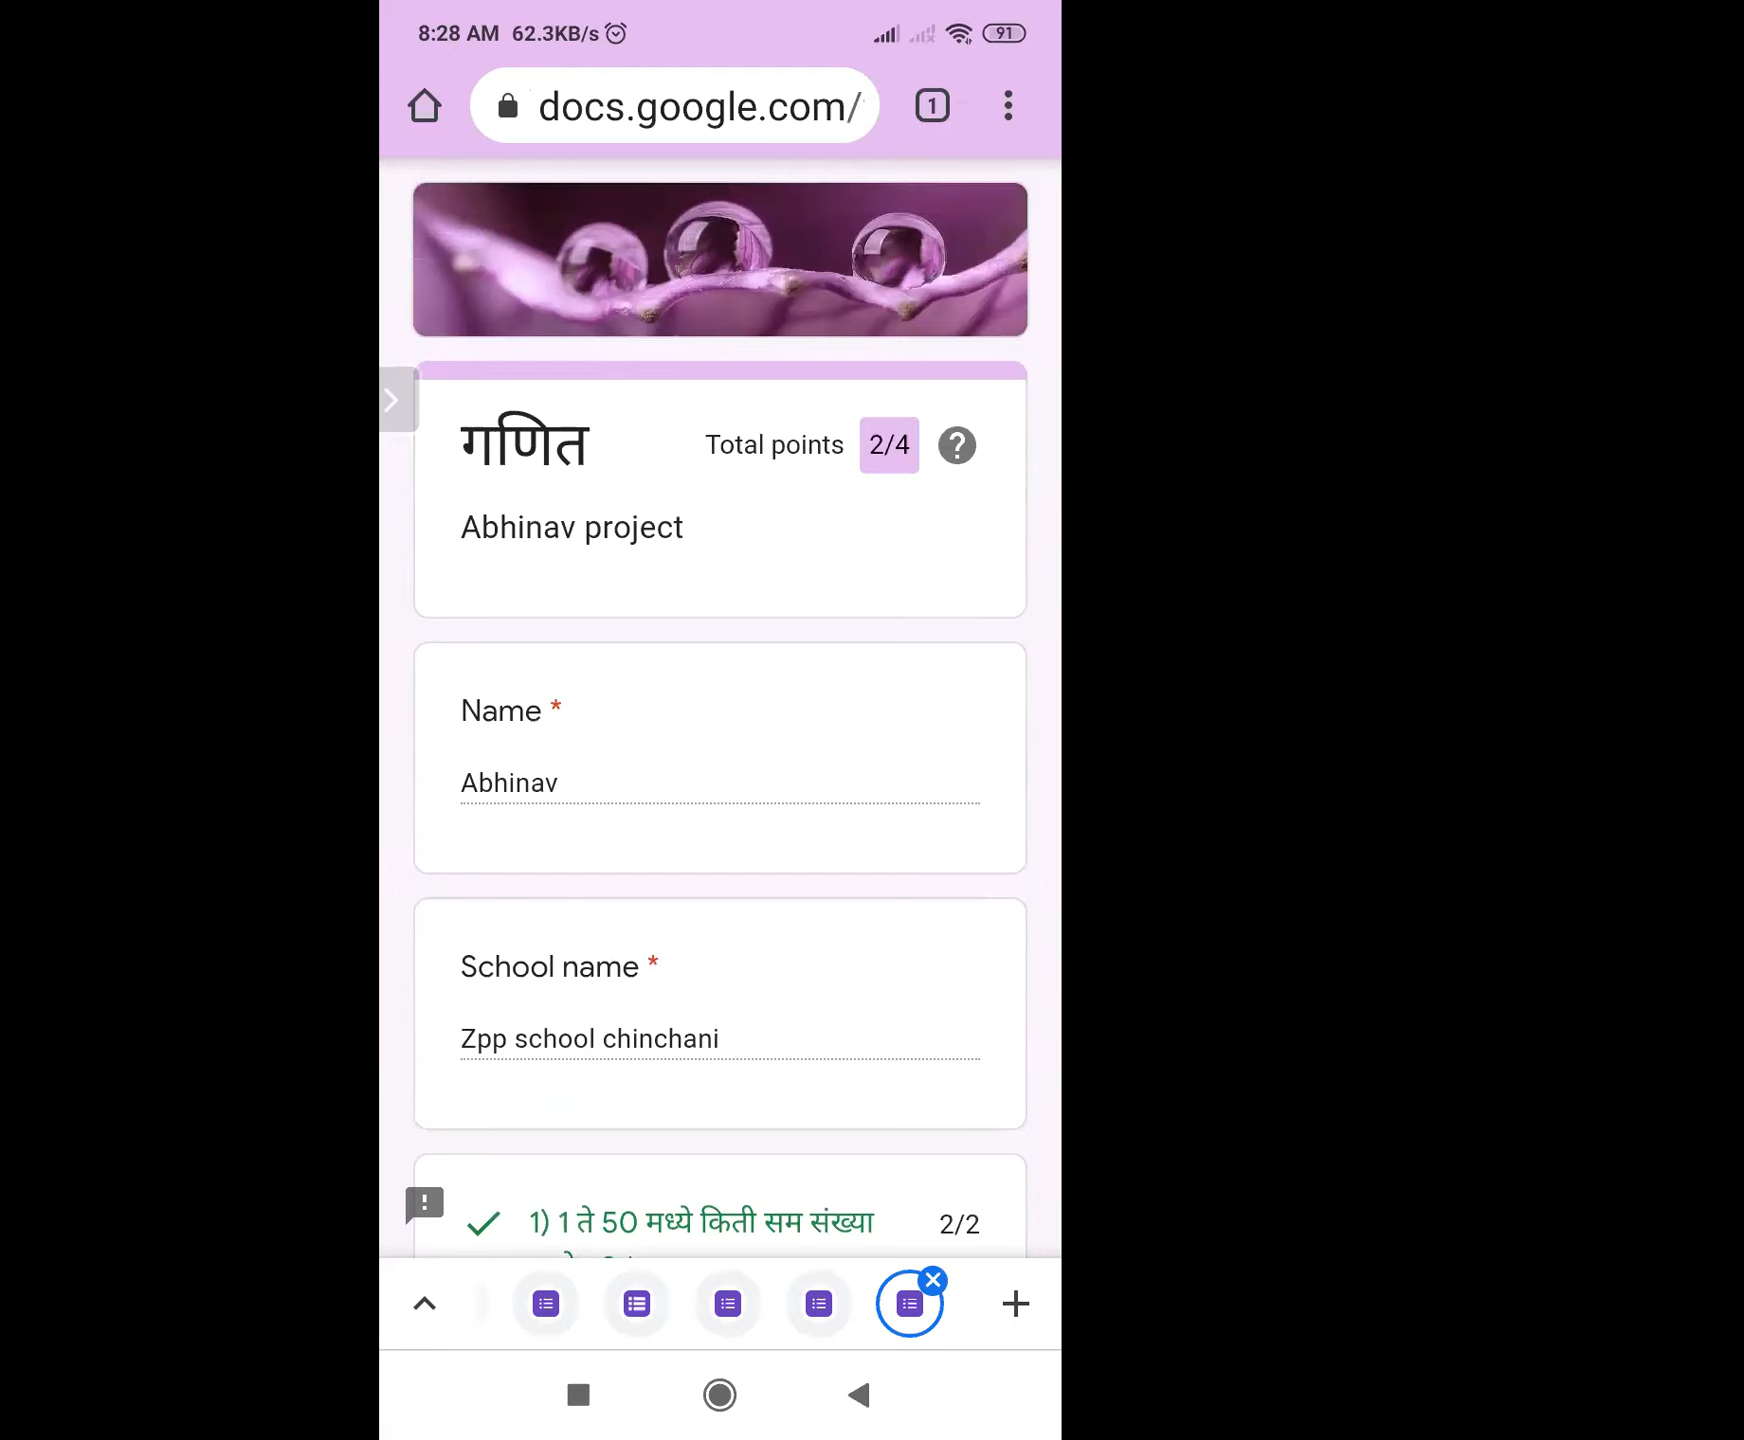 8:28 AM 62.3KB/s 91
docs.google.com/ 1
गणित Total points 2/4 ?
Abhinav project
Name *
Abhinav
School name *
Zpp school chinchani
1) 1 ते 50 मध्ये किती सम संख्या 2/2